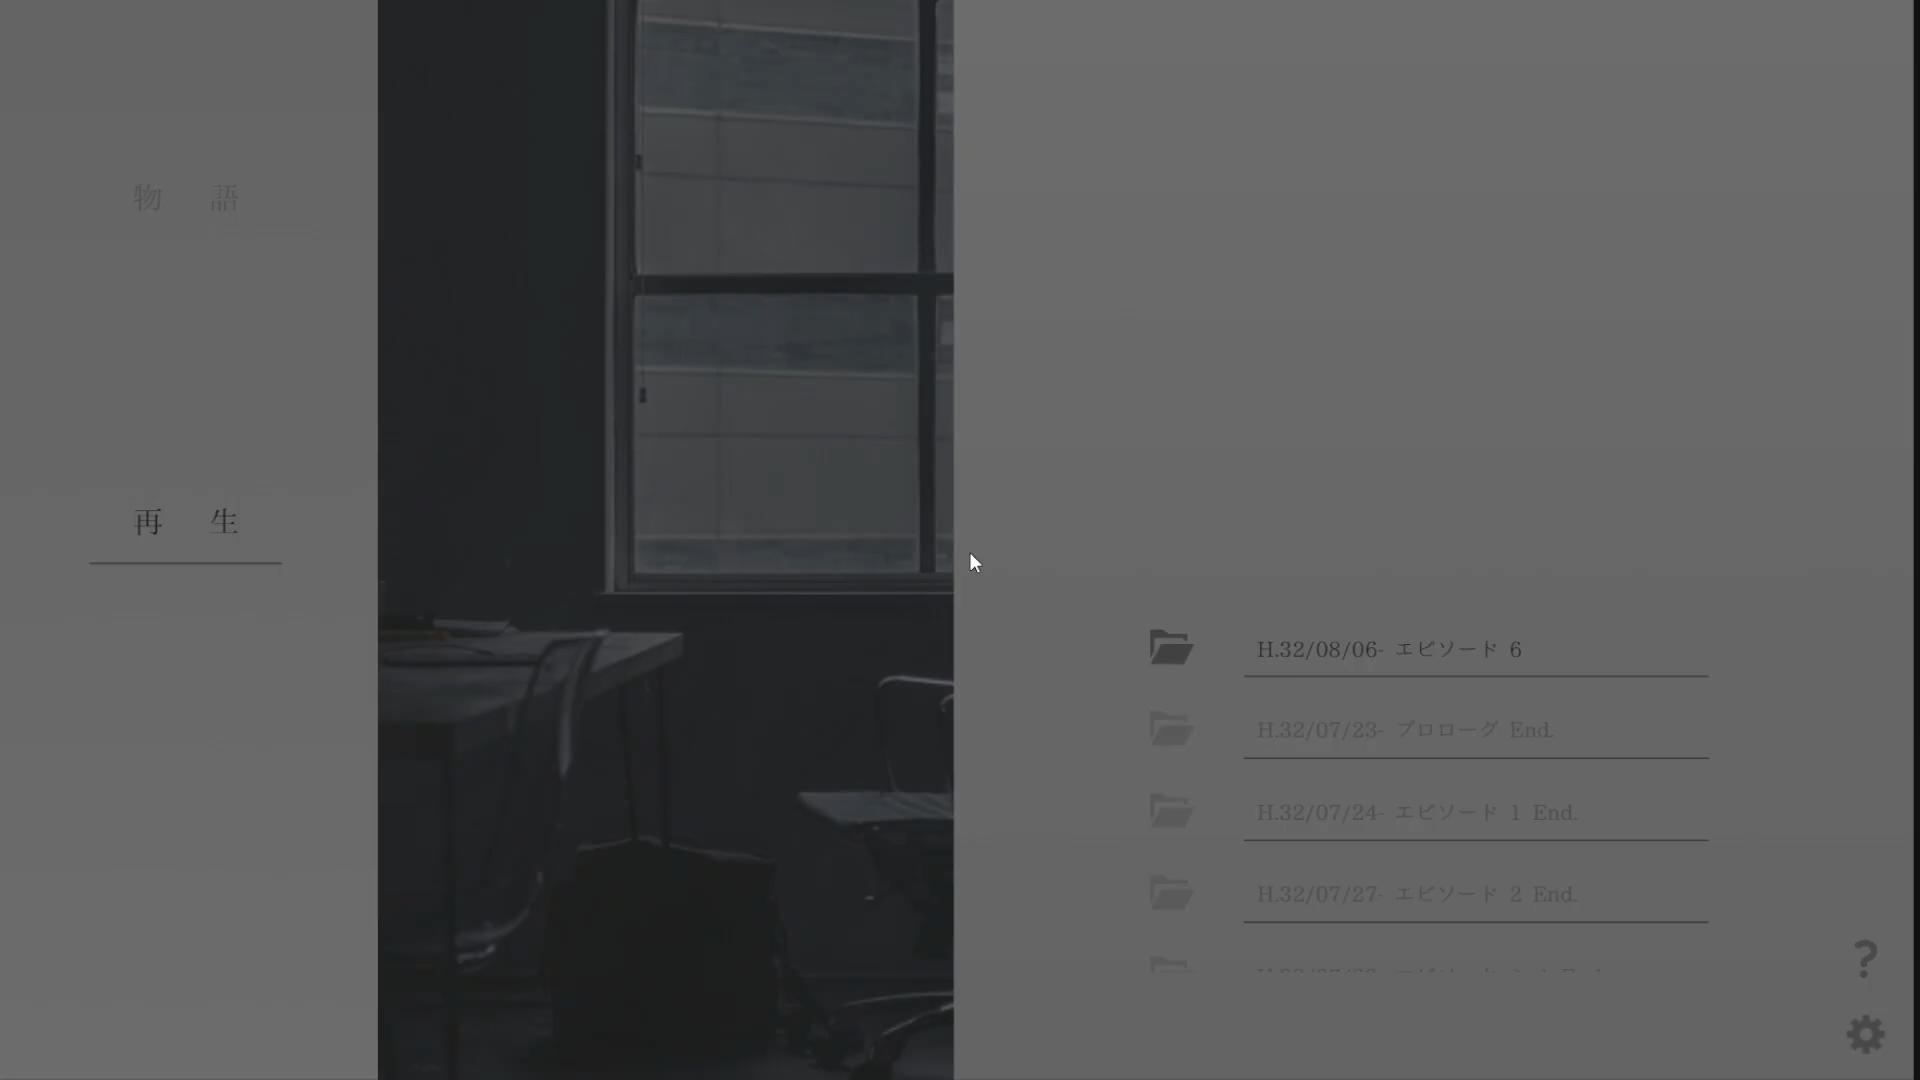 物 語
再 生
H.32/08/06- エピソード 6
H.32/07/23- プロローグ End.
H.32/07/24- エピソード 1 End.
H.32/07/27- エピソード 2 End.
?